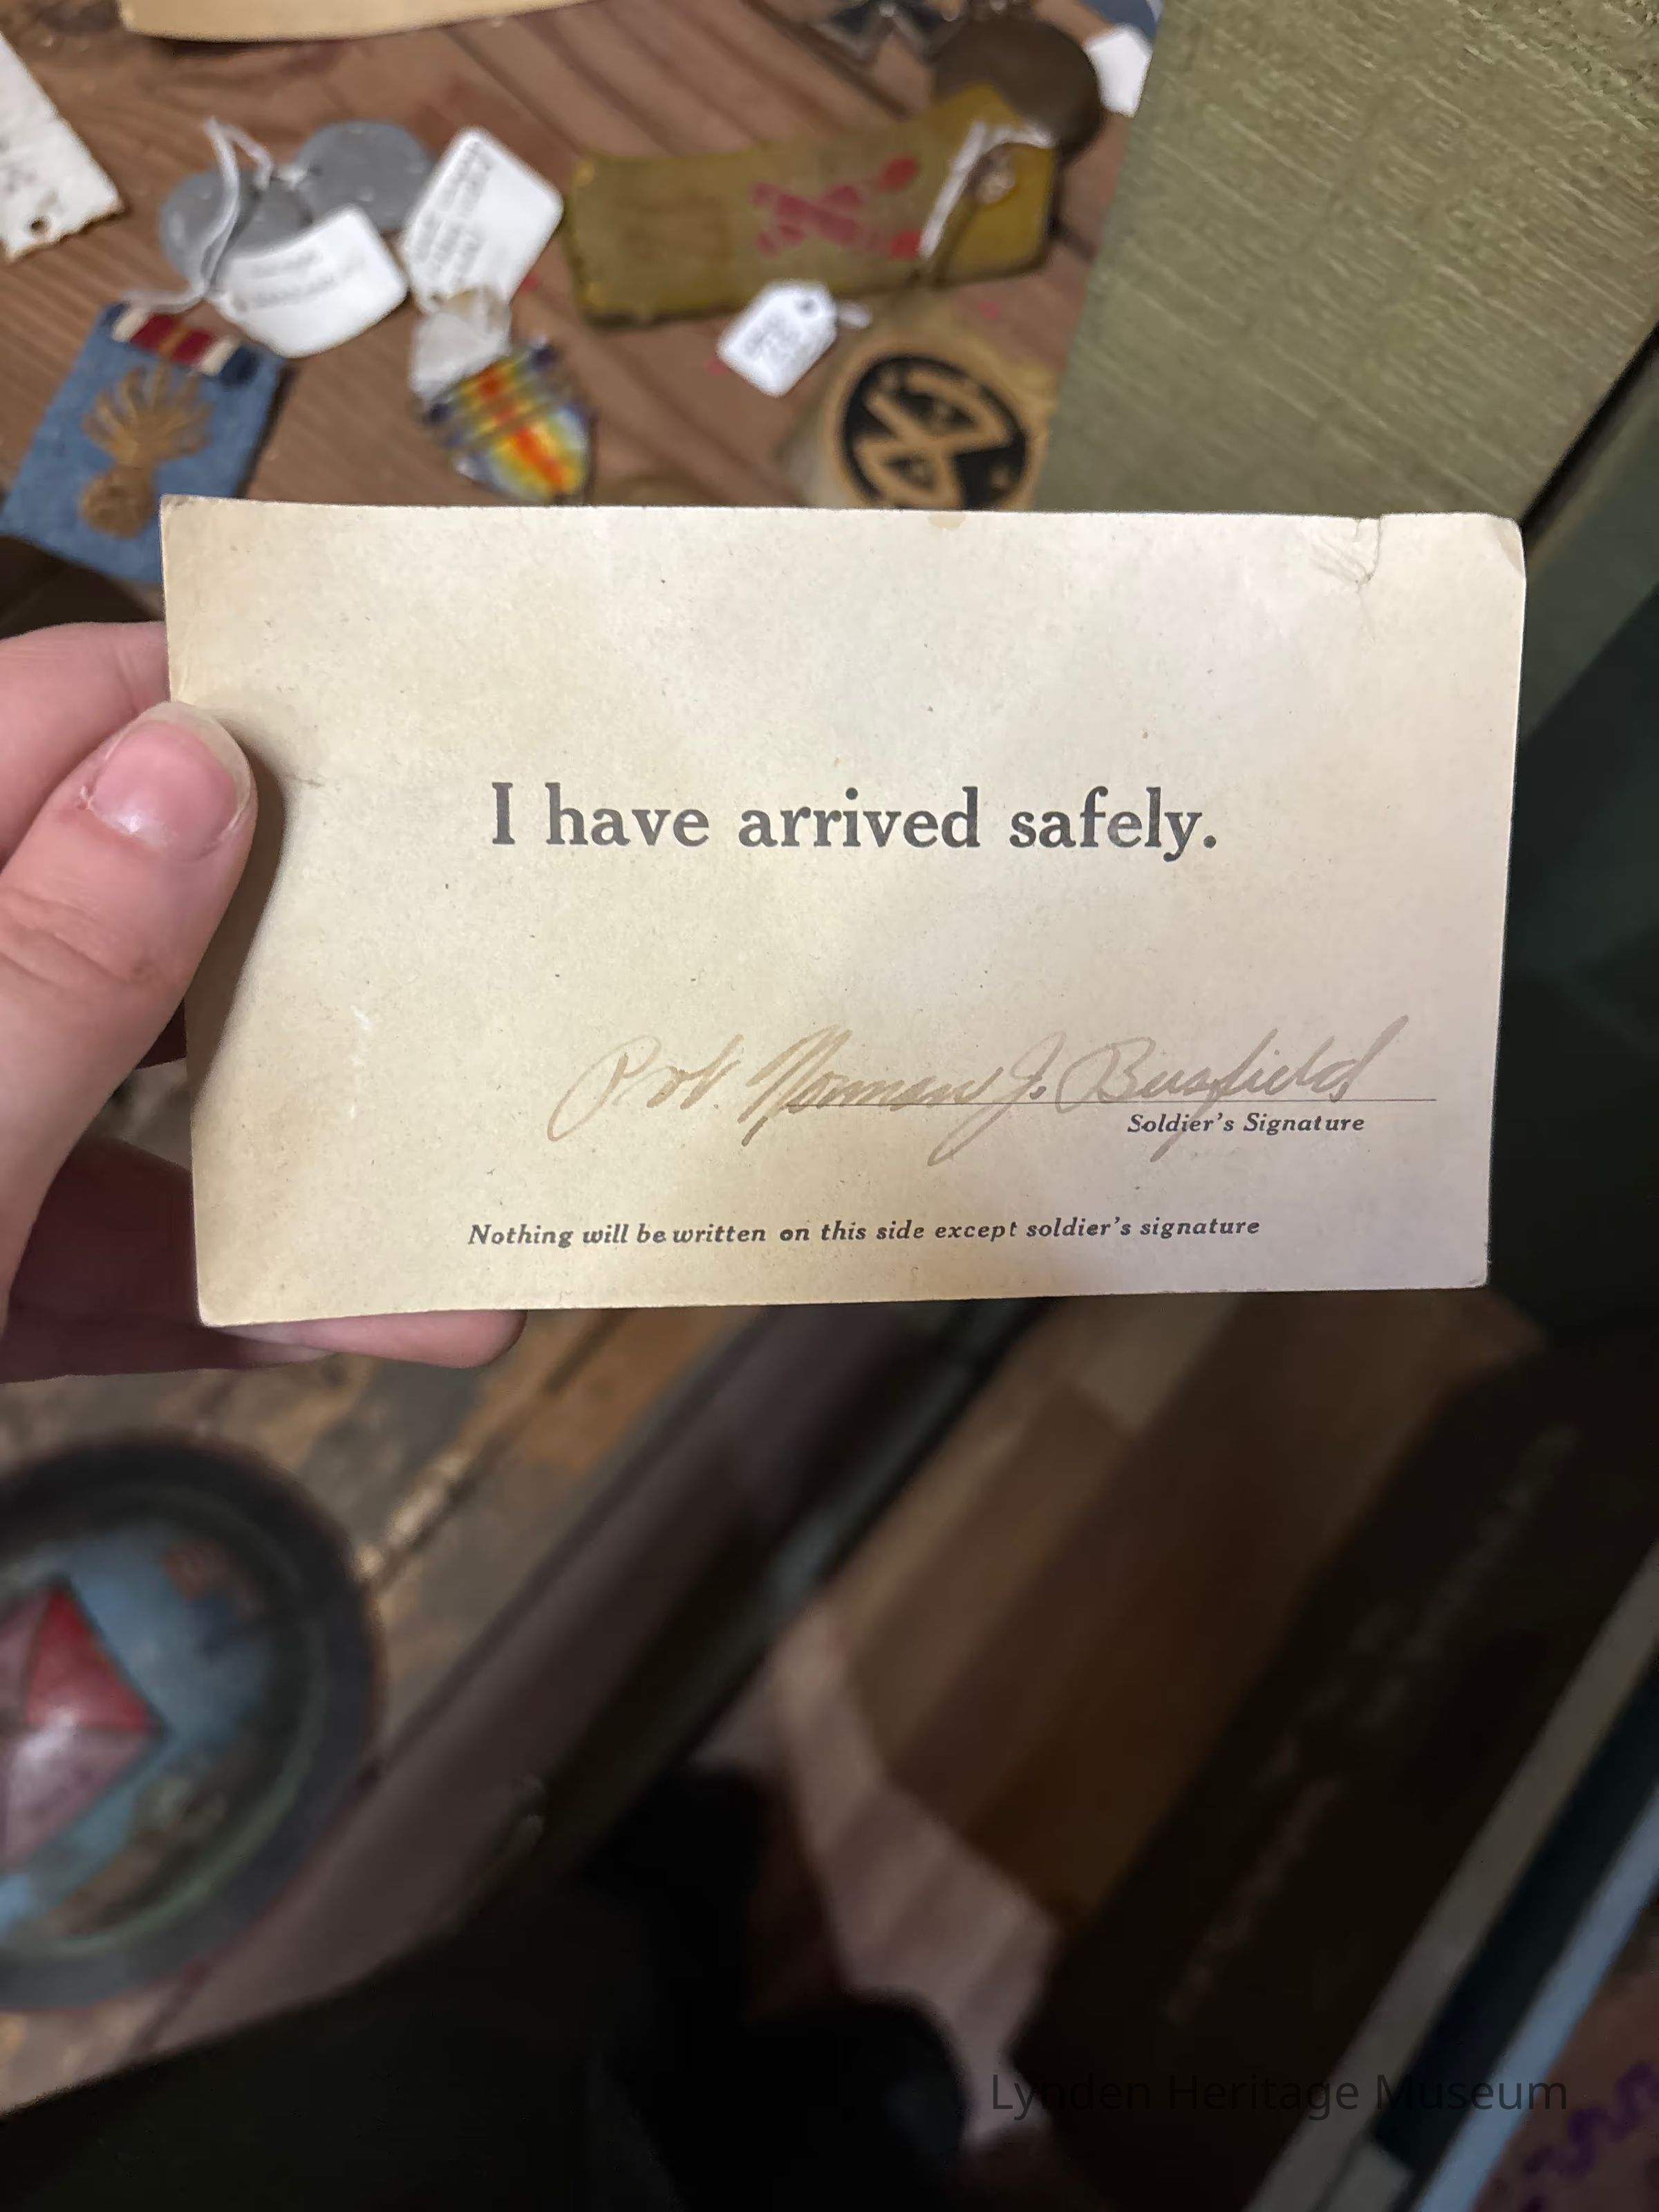 I have arrived safely.
Pvt. Norman J. Busfield
Soldier's Signature
Nothing will be written on this side except soldier's signature
Lynden Heritage Museum